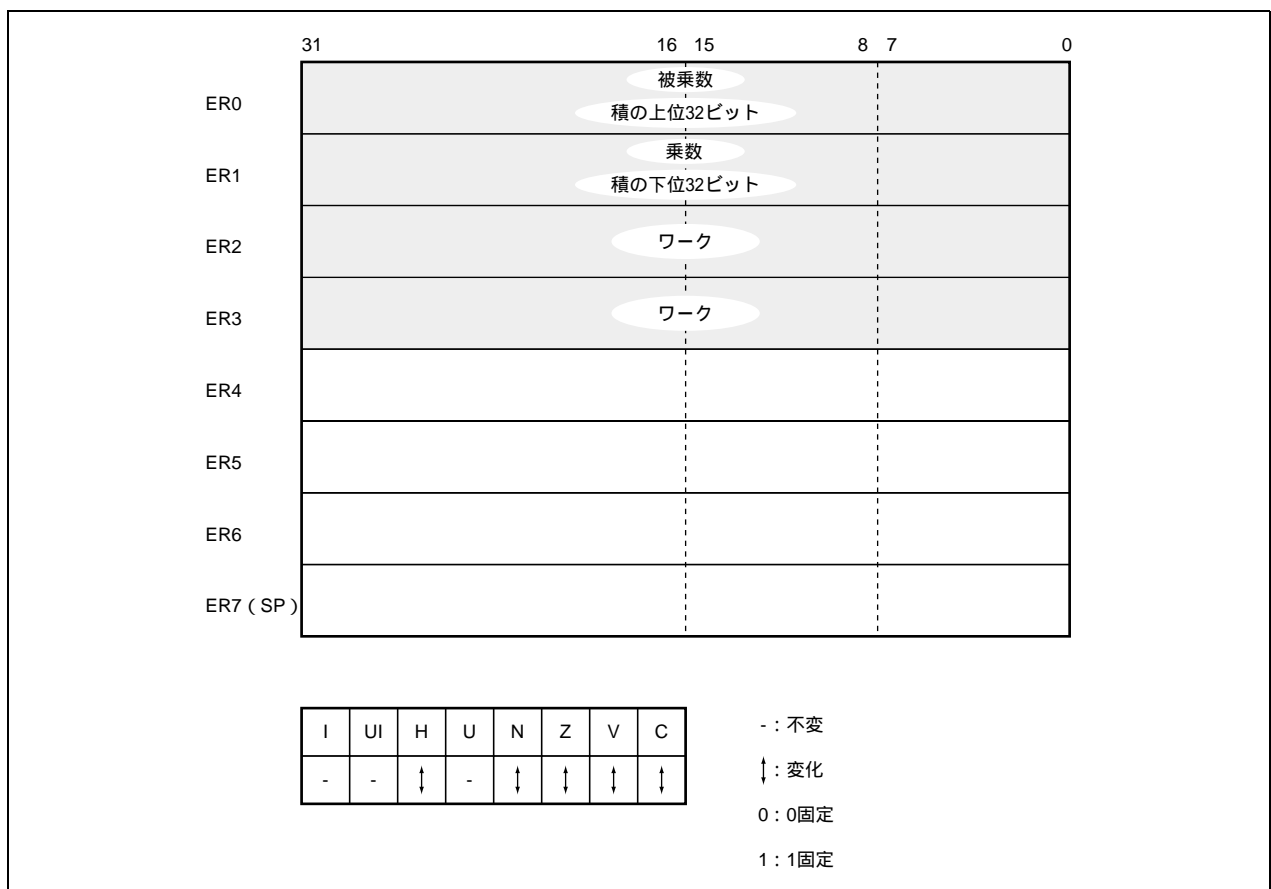 31 16 15 8 7 0
ER0 被乗数
積の上位32ビット
ER1 乗数
積の下位32ビット
ER2 ワーク
ER3 ワーク
ER4
ER5
ER6
ER7（SP）
I UI H U N Z V C
- - ↕ - ↕ ↕ ↕ ↕
-：不変
↕：変化
0：0固定
1：1固定